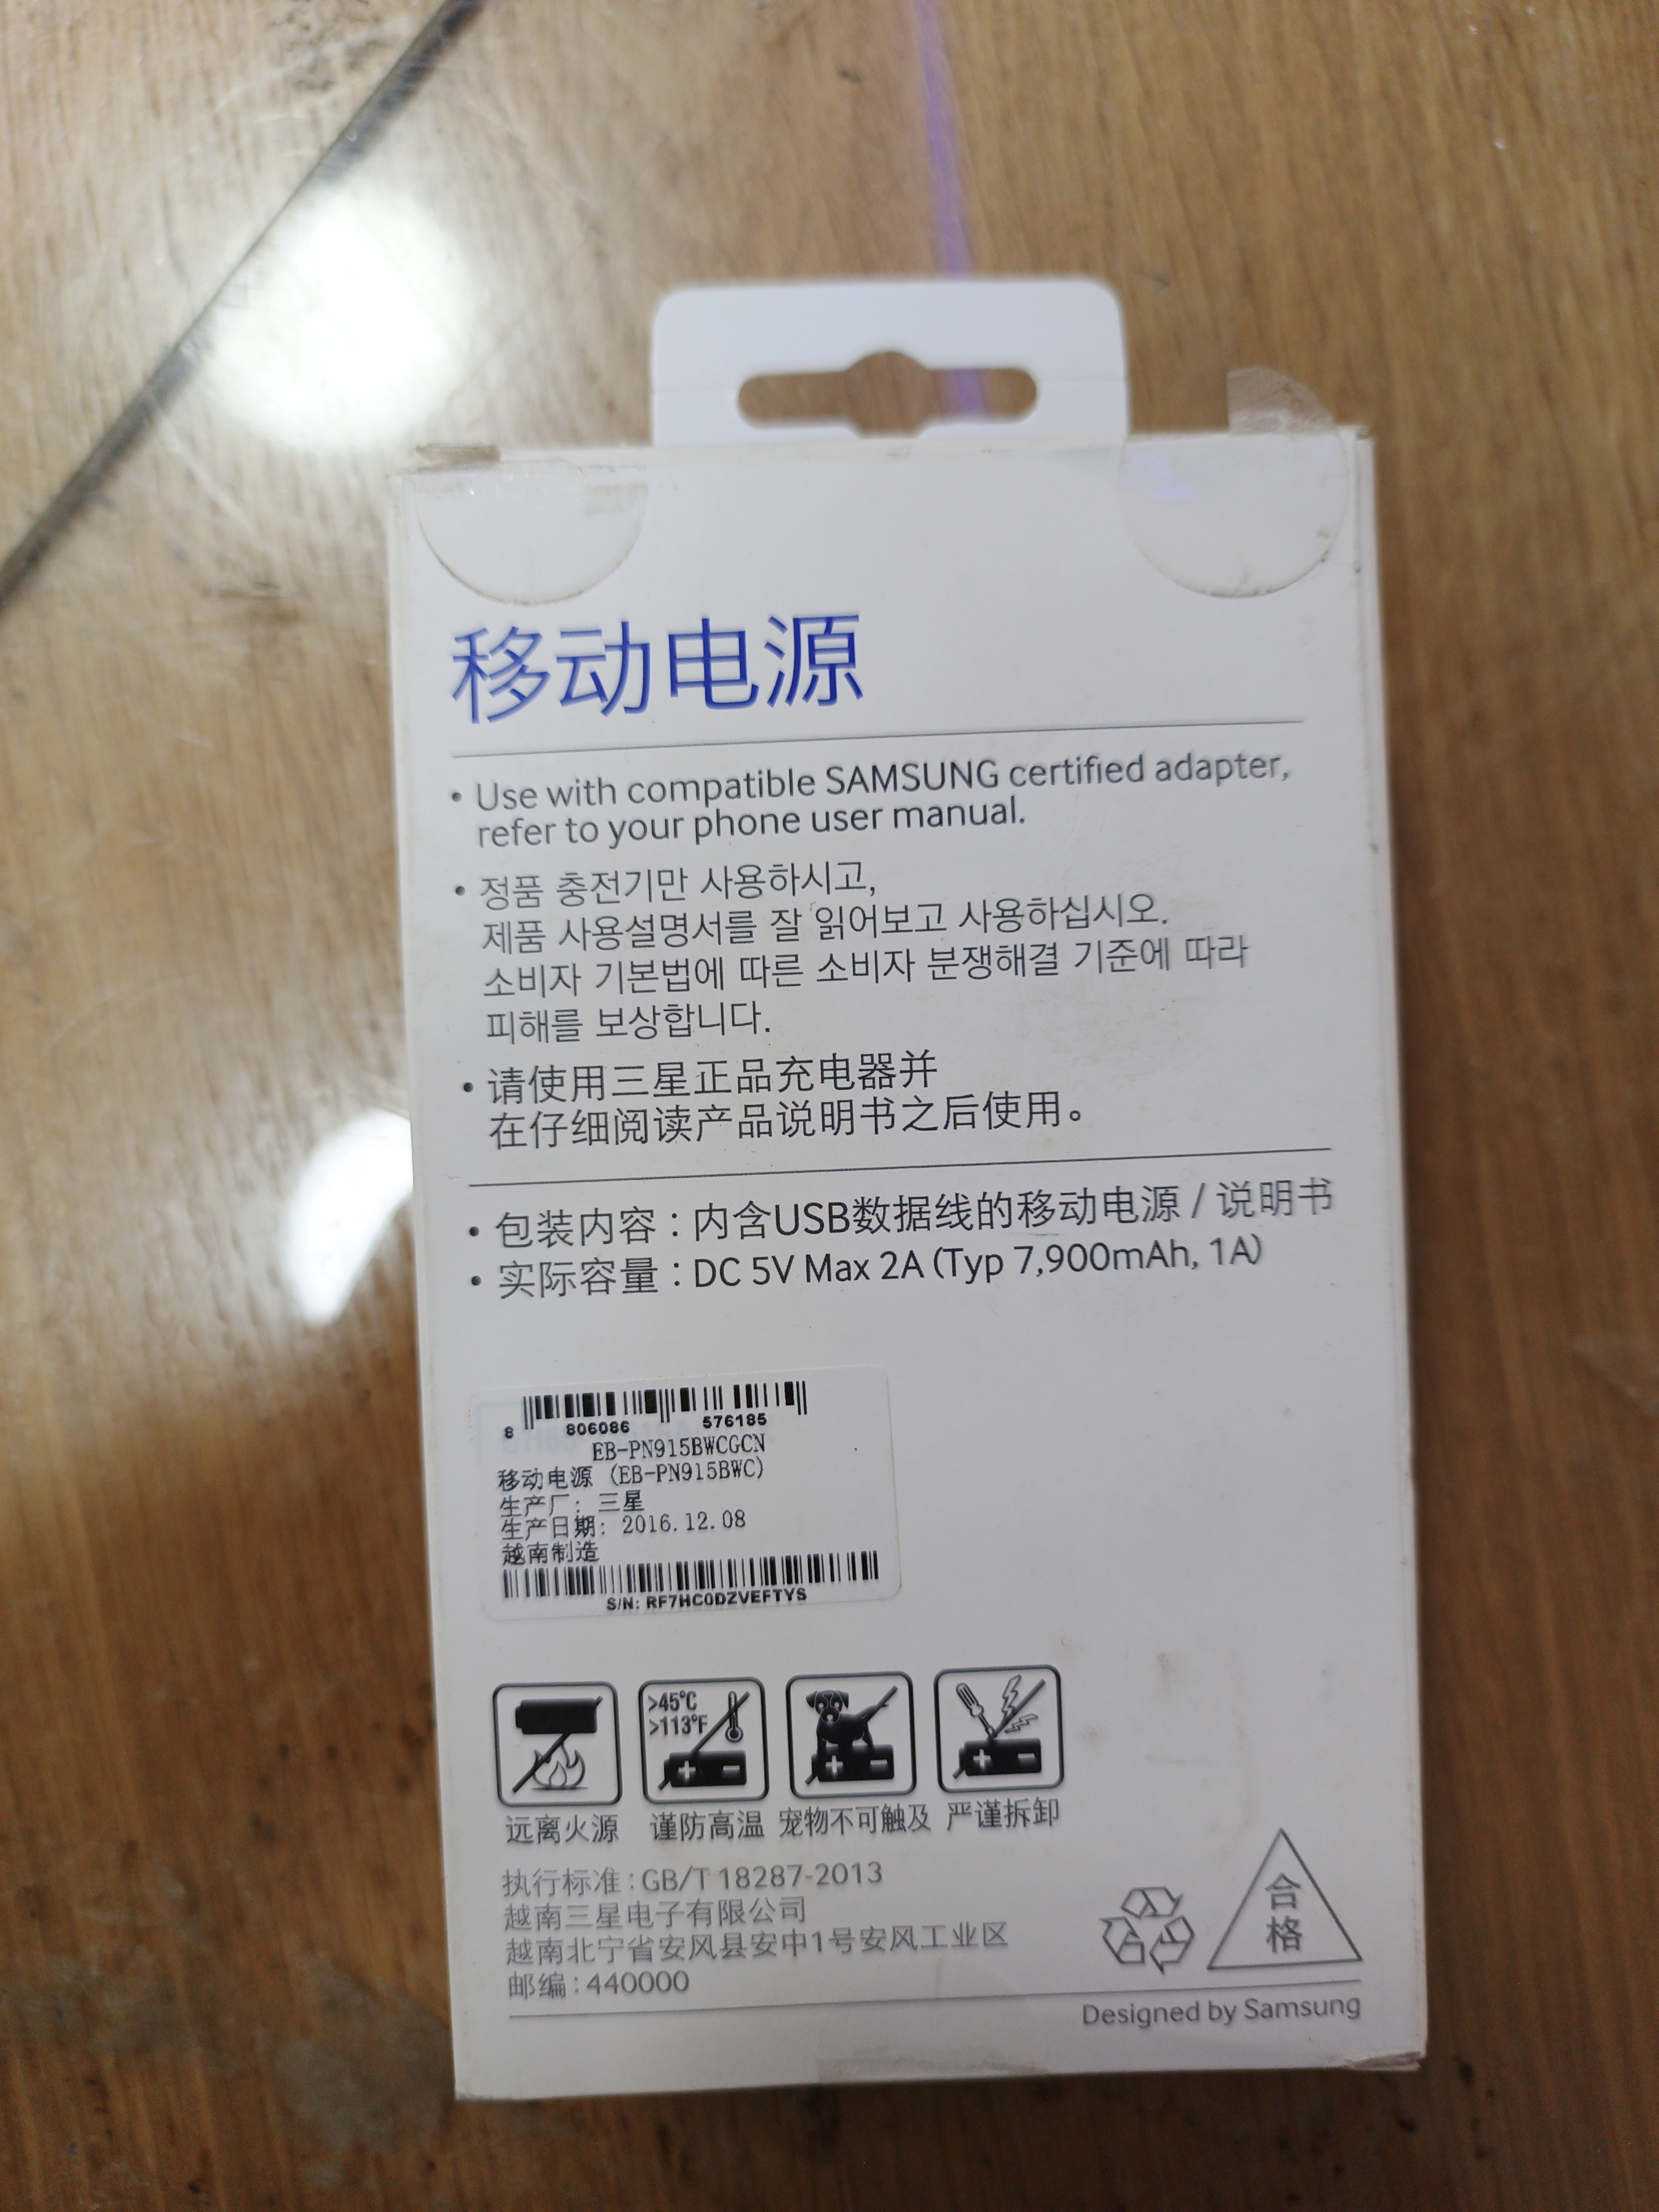 移动电源
• Use with compatible SAMSUNG certified adapter,
refer to your phone user manual.
• 정품 충전기만 사용하시고,
제품 사용설명서를 잘 읽어보고 사용하십시오.
소비자 기본법에 따른 소비자 분쟁해결 기준에 따라
피해를 보상합니다.
• 请使用三星正品充电器并
在仔细阅读产品说明书之后使用。
• 包装内容 : 内含USB数据线的移动电源 / 说明书
• 实际容量 : DC 5V Max 2A (Typ 7,900mAh, 1A)
8 806086 576185
EB-PN915BWCGCN
移动电源 (EB-PN915BWC)
生产厂: 三星
生产日期: 2016.12.08
越南制造
S/N: RF7HC0DZVEFTYS
>45°C
>113°F
远离火源 谨防高温 宠物不可触及 严谨拆卸
执行标准 : GB/T 18287-2013
越南三星电子有限公司
越南北宁省安风县安中1号安风工业区
邮编 : 440000
合
格
Designed by Samsung